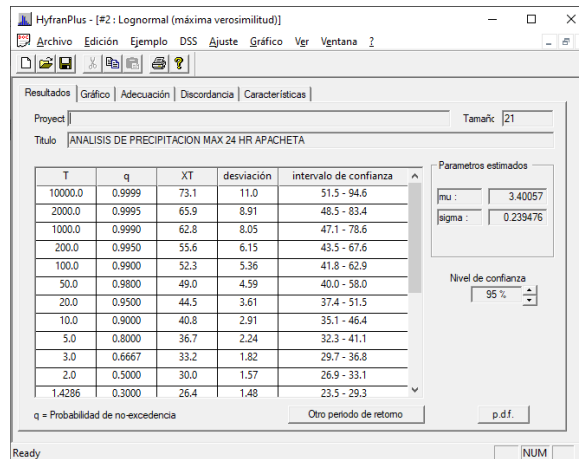 HyfranPlus - [#2 : Lognormal (máxima verosimilitud)]
Archivo Edición Ejemplo DSS Ajuste Gráfico Ver Ventana ?
Resultados Gráfico Adecuación Discordancia Características
Proyect Tamañc 21
Titulo ANALISIS DE PRECIPITACION MAX 24 HR APACHETA
T q XT desviación intervalo de confianza
10000.0 0.9999 73.1 11.0 51.5 - 94.6
2000.0 0.9995 65.9 8.91 48.5 - 83.4
1000.0 0.9990 62.8 8.05 47.1 - 78.6
200.0 0.9950 55.6 6.15 43.5 - 67.6
100.0 0.9900 52.3 5.36 41.8 - 62.9
50.0 0.9800 49.0 4.59 40.0 - 58.0
20.0 0.9500 44.5 3.61 37.4 - 51.5
10.0 0.9000 40.8 2.91 35.1 - 46.4
5.0 0.8000 36.7 2.24 32.3 - 41.1
3.0 0.6667 33.2 1.82 29.7 - 36.8
2.0 0.5000 30.0 1.57 26.9 - 33.1
1.4286 0.3000 26.4 1.48 23.5 - 29.3
Parametros estimados
mu : 3.40057
sigma : 0.239476
Nivel de confianza
95 %
q = Probabilidad de no-excedencia
Otro periodo de retorno
p.d.f.
Ready NUM